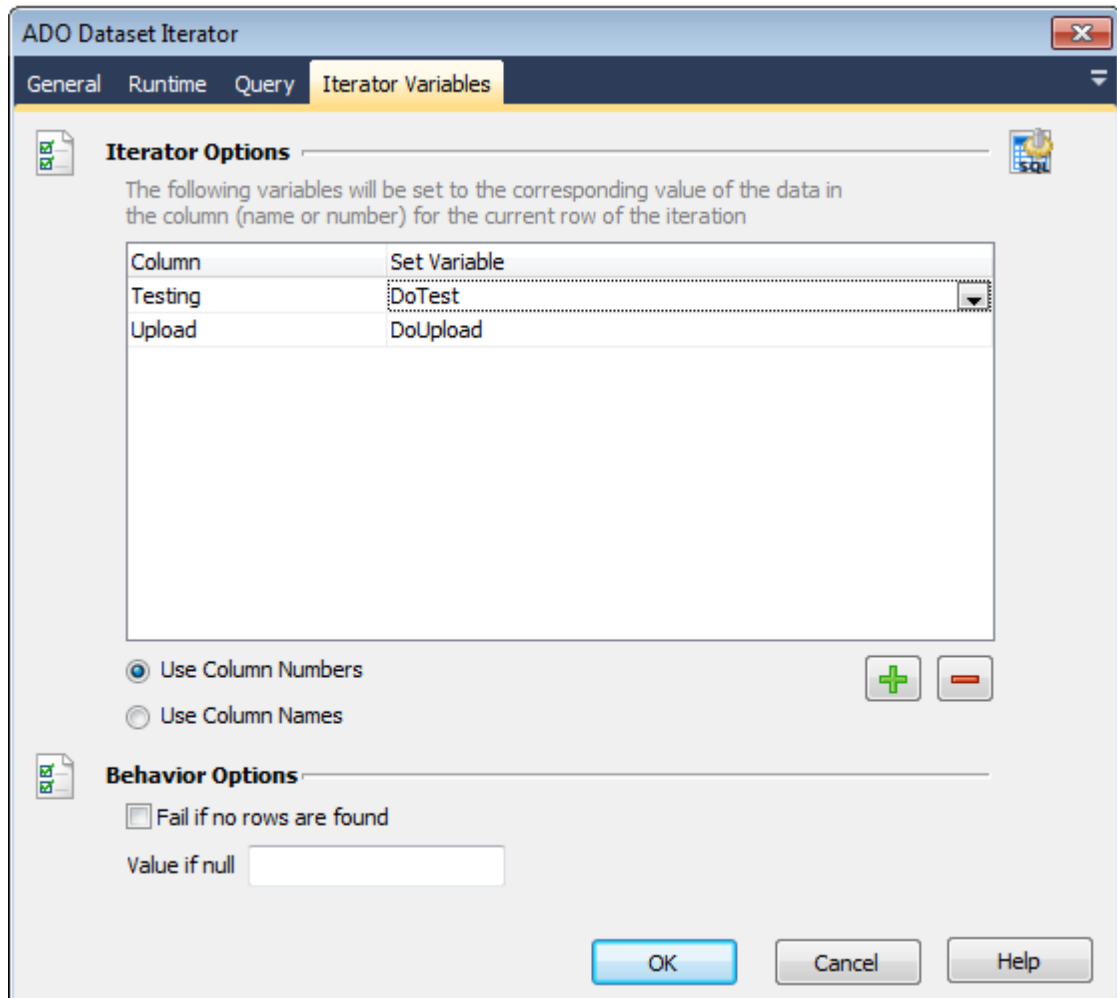 ADO Dataset Iterator
General Runtime Query Iterator Variables
Iterator Options
SQL
The following variables will be set to the corresponding value of the data in
the column (name or number) for the current row of the iteration
Column Set Variable
Testing DoTest
Upload DoUpload
Use Column Numbers
Use Column Names
Behavior Options
Fail if no rows are found
Value if null
OK Cancel Help